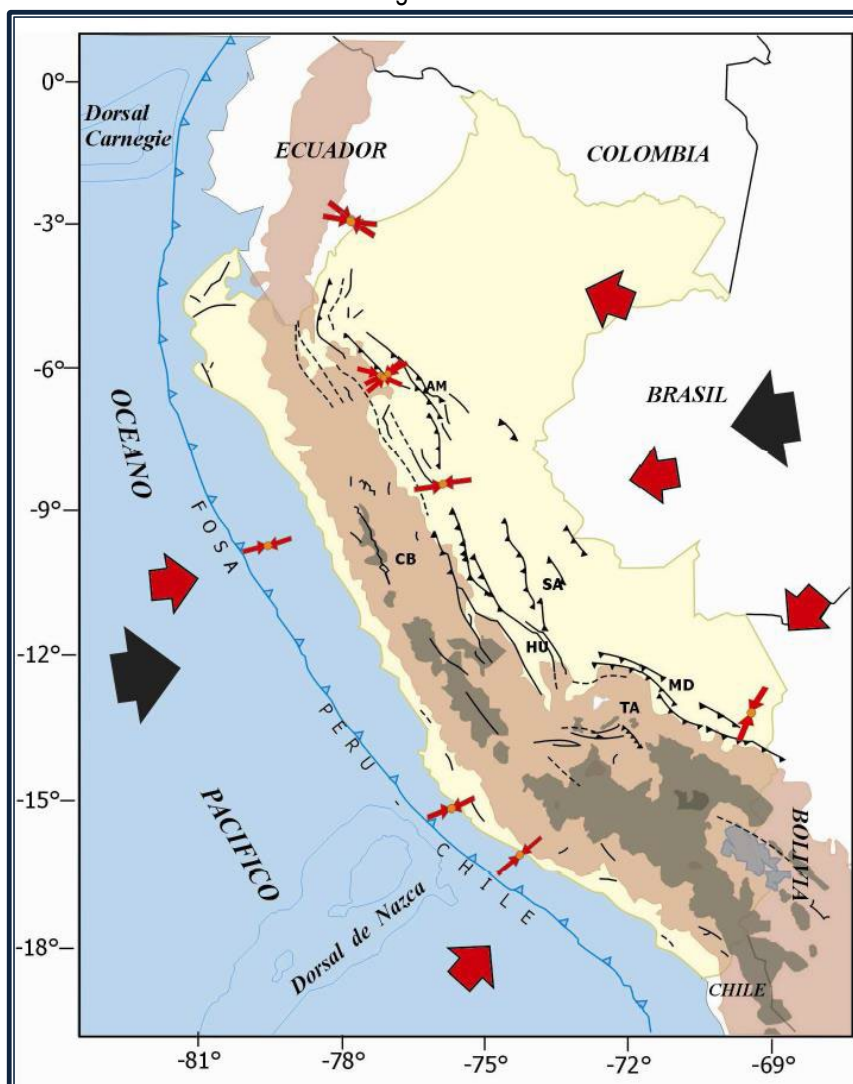 0°
-3°
-6°
-9°
-12°
-15°
-18°
-81°
-78°
-75°
-72°
-69°
Dorsal
Carnegie
ECUADOR
COLOMBIA
BRASIL
AM
OCEANO
PACIFICO
FOSA
PERU - CHILE
CB
SA
HU
MD
TA
BOLIVIA
Dorsal de Nazca
CHILE